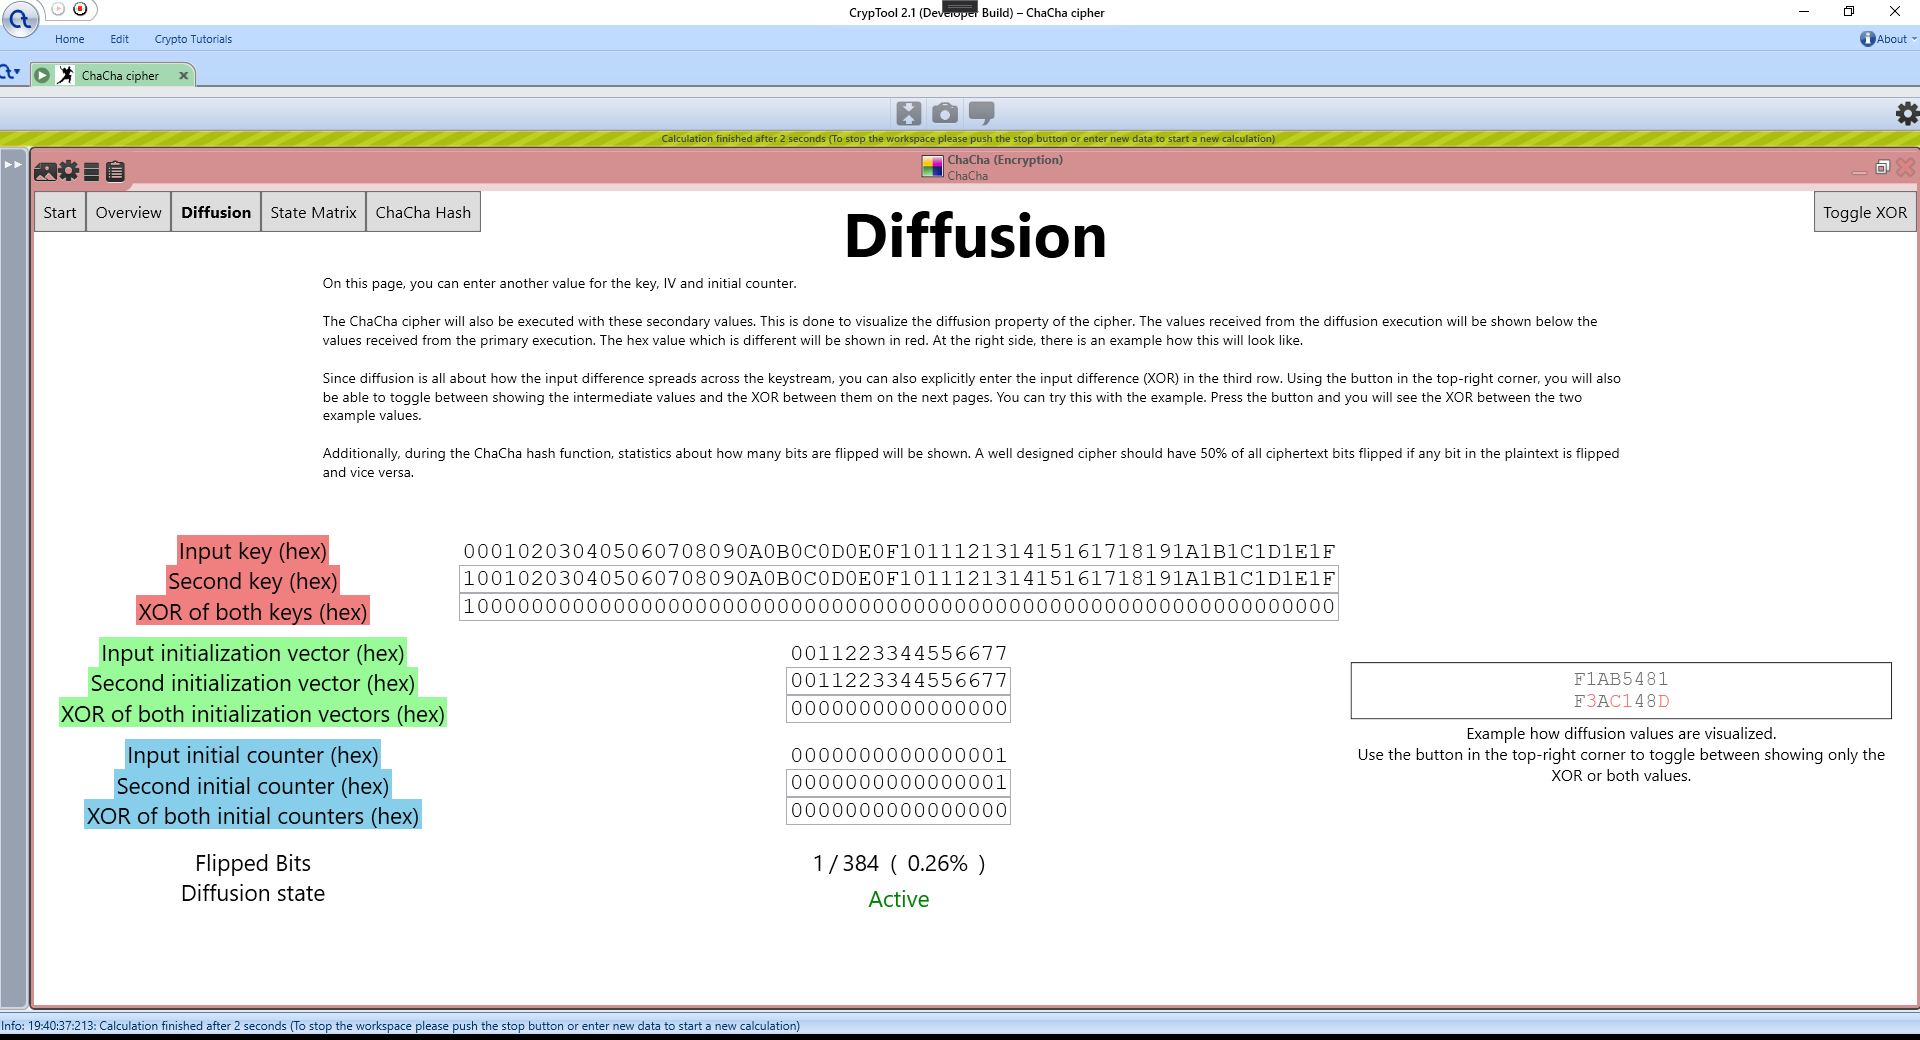 CrypTool 2.1 (Developer Build) – ChaCha cipher
Home Edit Crypto Tutorials
About
ChaCha cipher
Calculation finished after 2 seconds (To stop the workspace please push the stop button or enter new data to start a new calculation)
ChaCha (Encryption)
ChaCha
Start Overview Diffusion State Matrix ChaCha Hash
Toggle XOR
Diffusion
On this page, you can enter another value for the key, IV and initial counter.
The ChaCha cipher will also be executed with these secondary values. This is done to visualize the diffusion property of the cipher. The values received from the diffusion execution will be shown below the
values received from the primary execution. The hex value which is different will be shown in red. At the right side, there is an example how this will look like.
Since diffusion is all about how the input difference spreads across the keystream, you can also explicitly enter the input difference (XOR) in the third row. Using the button in the top-right corner, you will also
be able to toggle between showing the intermediate values and the XOR between them on the next pages. You can try this with the example. Press the button and you will see the XOR between the two
example values.
Additionally, during the ChaCha hash function, statistics about how many bits are flipped will be shown. A well designed cipher should have 50% of all ciphertext bits flipped if any bit in the plaintext is flipped
and vice versa.
Input key (hex) 000102030405060708090A0B0C0D0E0F101112131415161718191A1B1C1D1E1F
Second key (hex) 100102030405060708090A0B0C0D0E0F101112131415161718191A1B1C1D1E1F
XOR of both keys (hex) 1000000000000000000000000000000000000000000000000000000000000000
Input initialization vector (hex) 0011223344556677
Second initialization vector (hex) 0011223344556677
XOR of both initialization vectors (hex) 0000000000000000
Input initial counter (hex) 0000000000000001
Second initial counter (hex) 0000000000000001
XOR of both initial counters (hex) 0000000000000000
Flipped Bits 1 / 384 ( 0.26% )
Diffusion state Active
F1AB5481
F3AC148D
Example how diffusion values are visualized.
Use the button in the top-right corner to toggle between showing only the
XOR or both values.
Info: 19:40:37:213: Calculation finished after 2 seconds (To stop the workspace please push the stop button or enter new data to start a new calculation)